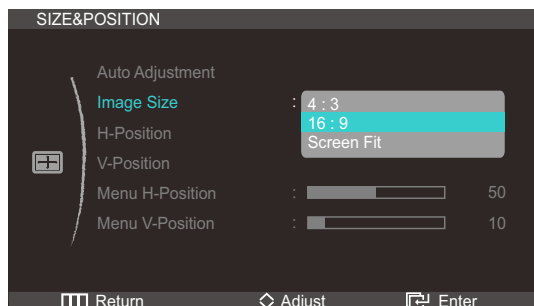 SIZE&POSITION
Auto Adjustment
Image Size : 4 : 3
16 : 9
Screen Fit
H-Position
V-Position
Menu H-Position : 50
Menu V-Position : 10
Return Adjust Enter